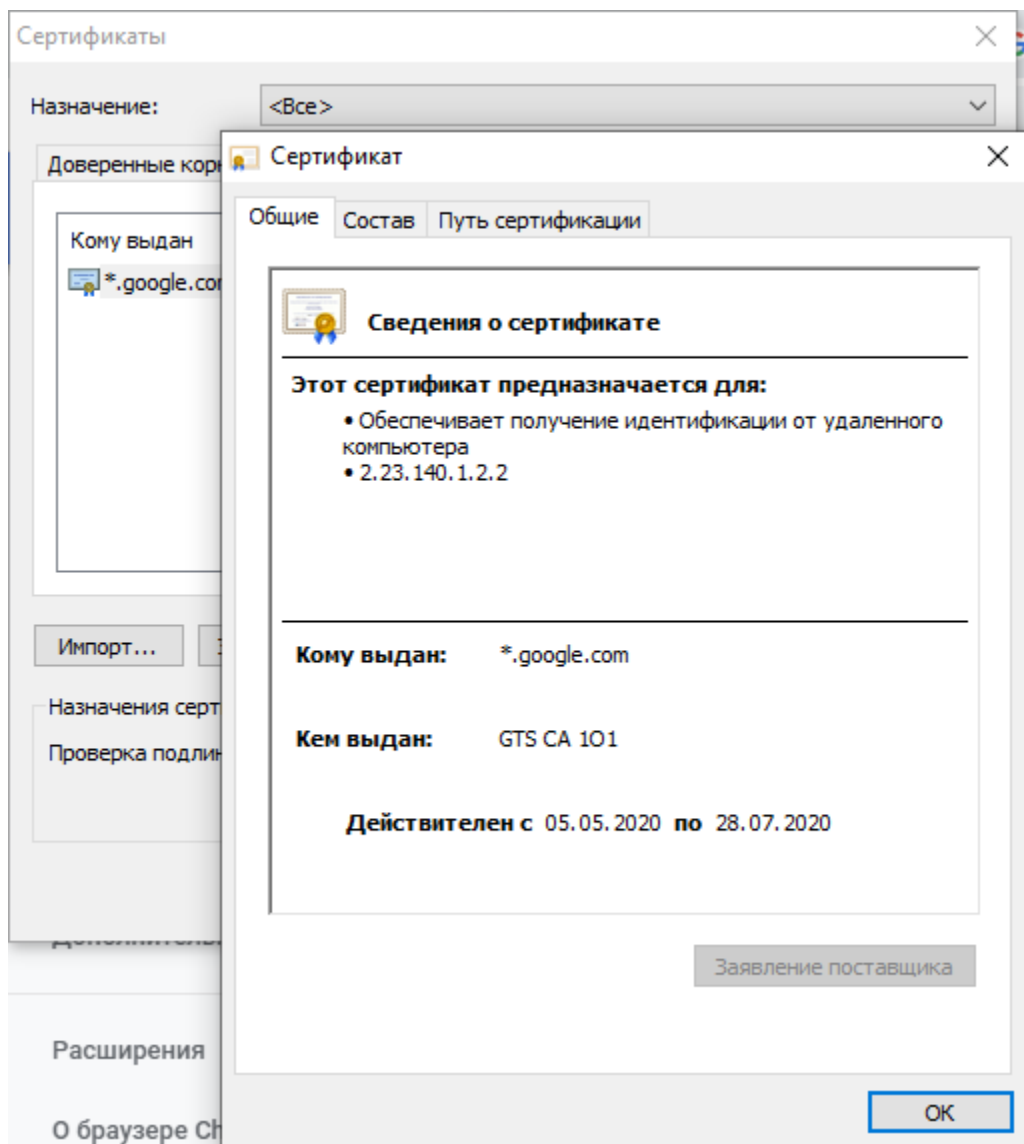 Сертификаты
Назначение:
<Все>
Доверенные кор
Кому выдан
*.google.co
Импорт...
Назначения серт
Проверка подли
Расширения
О браузере Ch
Сертификат
Общие
Состав
Путь сертификации
Сведения о сертификате
Этот сертификат предназначается для:
• Обеспечивает получение идентификации от удаленного
компьютера
• 2.23.140.1.2.2
Кому выдан: *.google.com
Кем выдан: GTS CA 1O1
Действителен с 05.05.2020 по 28.07.2020
Заявление поставщика
OK